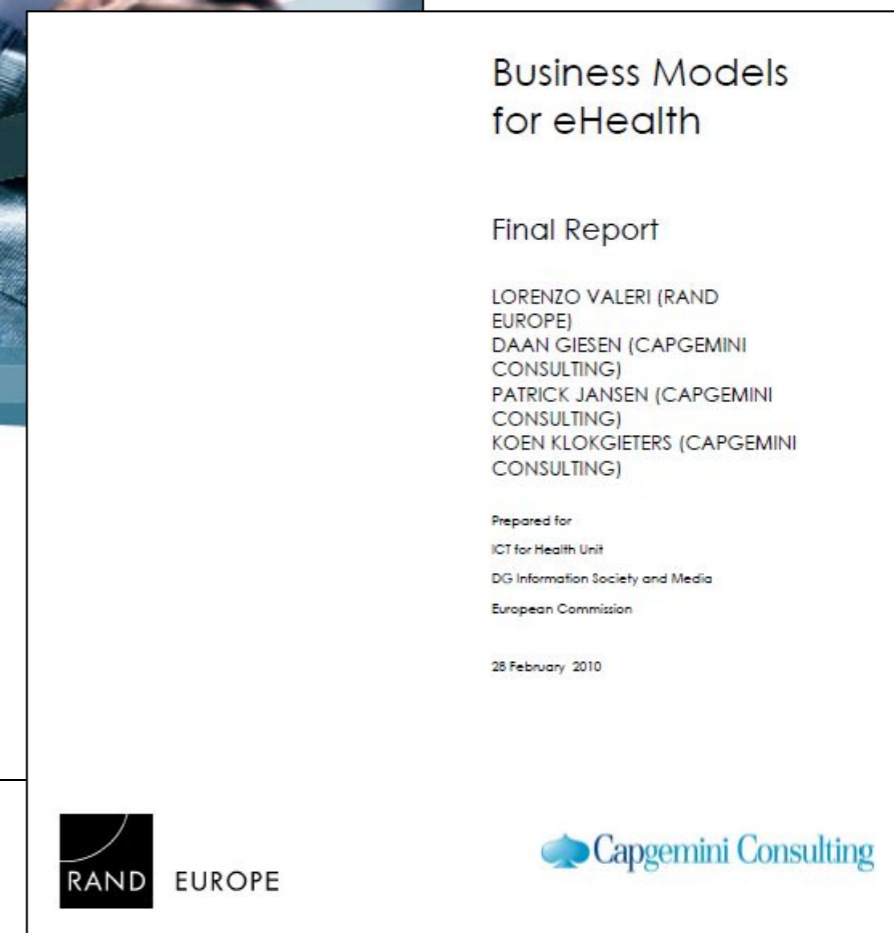 Business Models
for eHealth
Final Report
LORENZO VALERI (RAND
EUROPE)
DAAN GIESEN (CAPGEMINI
CONSULTING)
PATRICK JANSEN (CAPGEMINI
CONSULTING)
KOEN KLOKGIETERS (CAPGEMINI
CONSULTING)
Prepared for
ICT for Health Unit
DG Information Society and Media
European Commission
28 February 2010
RAND EUROPE
Capgemini Consulting